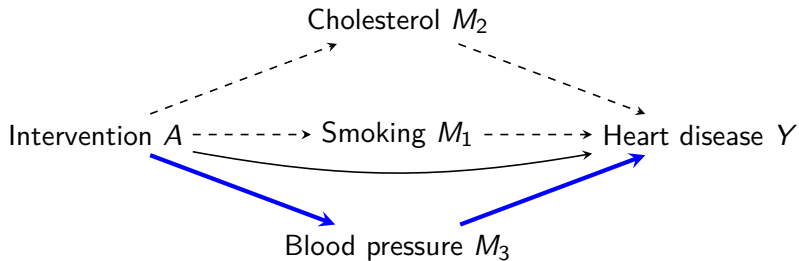 Cholesterol M₂
Intervention A
Smoking M₁
Heart disease Y
Blood pressure M₃